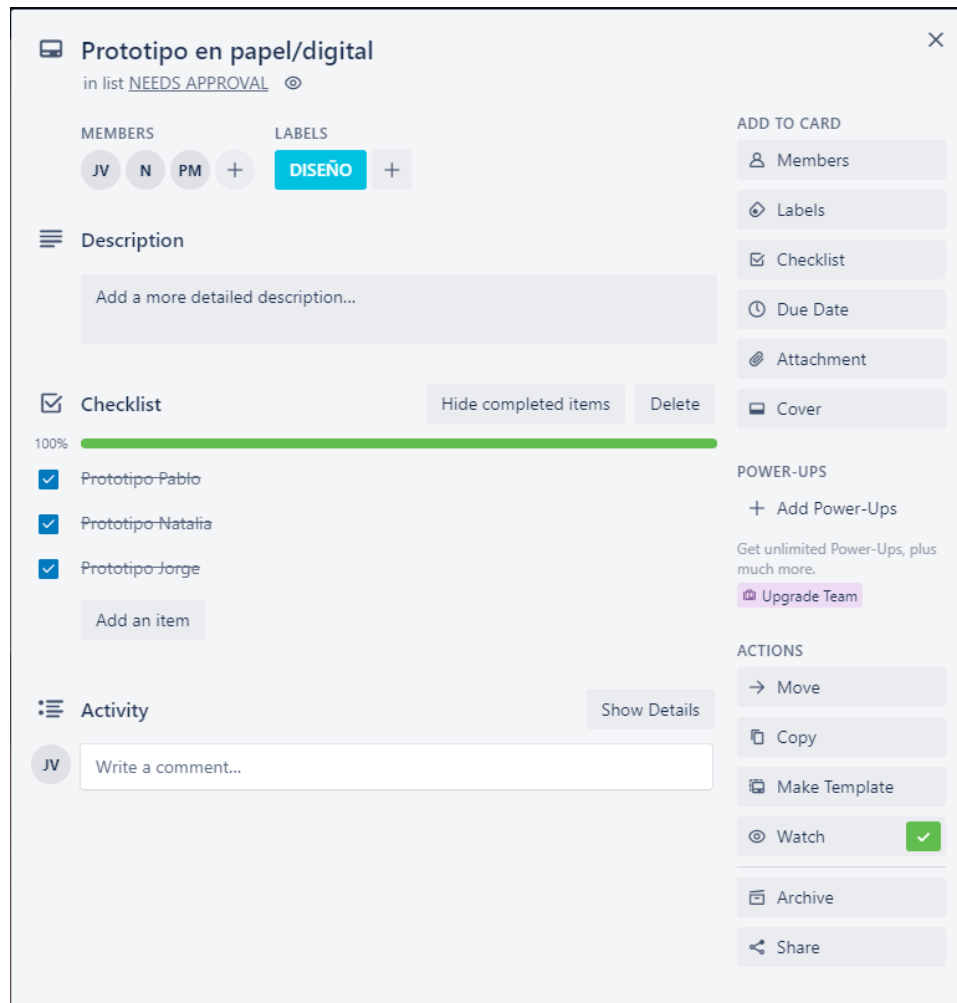 Prototipo en papel/digital
in list NEEDS APPROVAL
MEMBERS
LABELS
JV
N
PM
DISEÑO
Description
Add a more detailed description...
Checklist
Hide completed items
Delete
100%
Prototipo Pablo
Prototipo Natalia
Prototipo Jorge
Add an item
Activity
Show Details
JV
Write a comment...
ADD TO CARD
Members
Labels
Checklist
Due Date
Attachment
Cover
POWER-UPS
Add Power-Ups
Get unlimited Power-Ups, plus
much more.
Upgrade Team
ACTIONS
Move
Copy
Make Template
Watch
Archive
Share